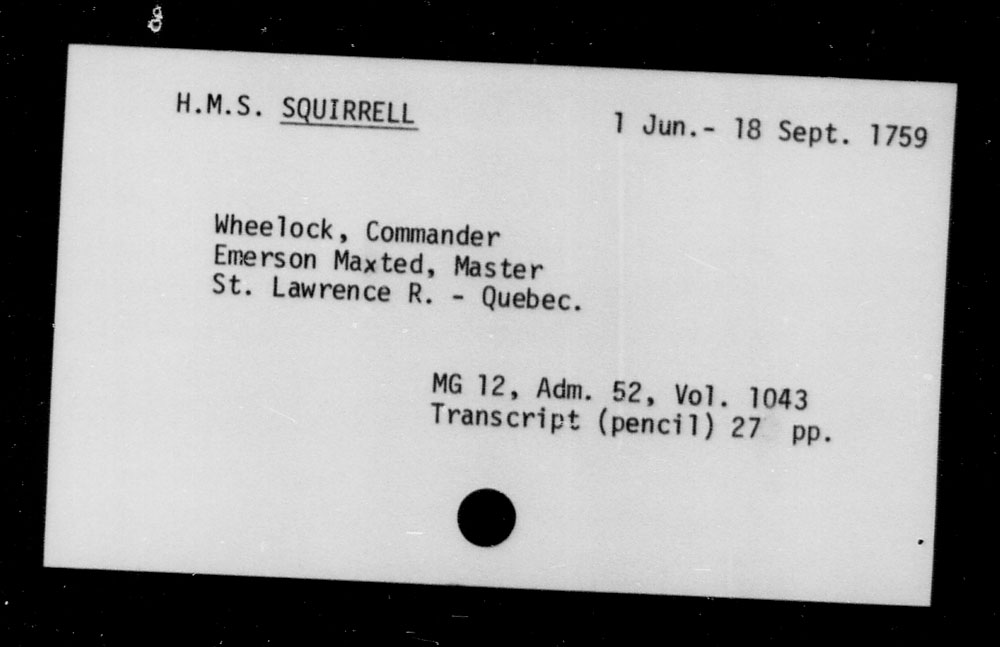 H.M.S. SQUIRRELL
1 Jun.- 18 Sept. 1759
Wheelock, Commander
Emerson Maxted, Master
St. Lawrence R. - Quebec.
MG 12, Adm. 52, Vol. 1043
Transcript (pencil) 27 pp.